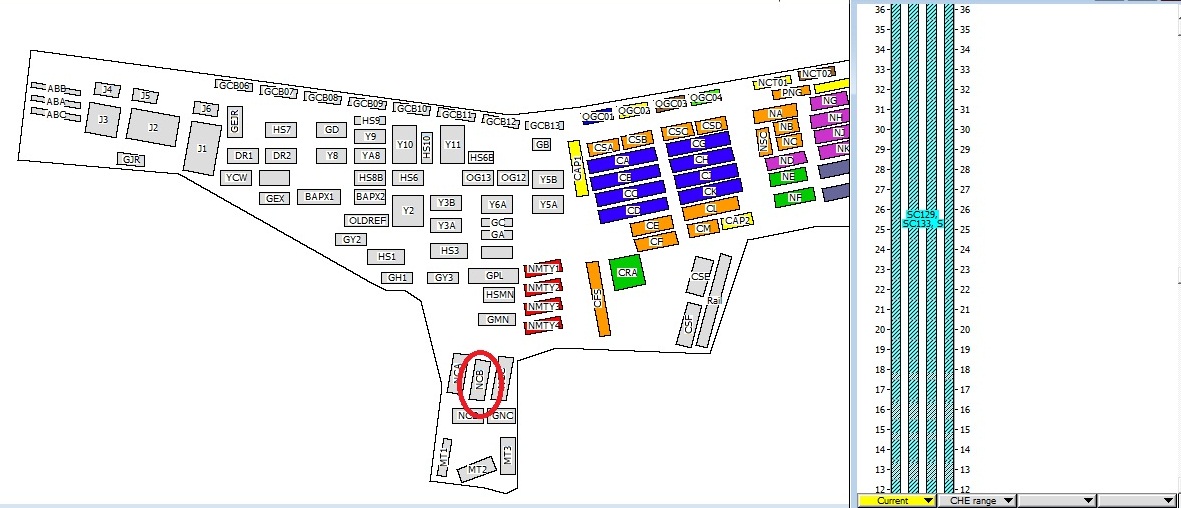 ABB
ABA
ABC
J4
J5
J3
J2
GJR
J6
J1
GEJR
GCB06
GCB07
GCB08
GCB09
GCB10
GCB11
GCB12
GCB13
HS7
GD
HS9
Y9
Y10
HS10
Y11
GB
DR1
DR2
Y8
YA8
HS6B
YCW
HS8B
HS6
OG13
OG12
Y5B
GEX
BAPX1
BAPX2
Y2
Y3B
Y6A
Y5A
OLDREF
Y3A
GC
GA
GY2
HS1
HS3
GH1
GY3
GPL
HSMN
GMN
NMTY1
NMTY2
NMTY3
NMTY4
NCA
NCB
GNC
MT1
MT2
MT3
QGC01
QGC02
QGC03
QGC04
CAP1
CSA
CSB
CSC
CSD
CA
CC
CD
CE
CF
CG
CH
CJ
CK
CL
CM
CAP2
CRA
CFS
CSE
CSF
Rail
NCT01
NCT02
PNG
NA
NB
NC
NSC
ND
NE
NF
NG
NH
NJ
NK
36 36
35 35
34 34
33 33
32 32
31 31
30 30
29 29
28 28
27 27
26 26
SC129,
SC133, S
25 25
24 24
23 23
22 22
21 21
20 20
19 19
18 18
17 17
16 16
15 15
14 14
13 13
12 12
Current
CHE range